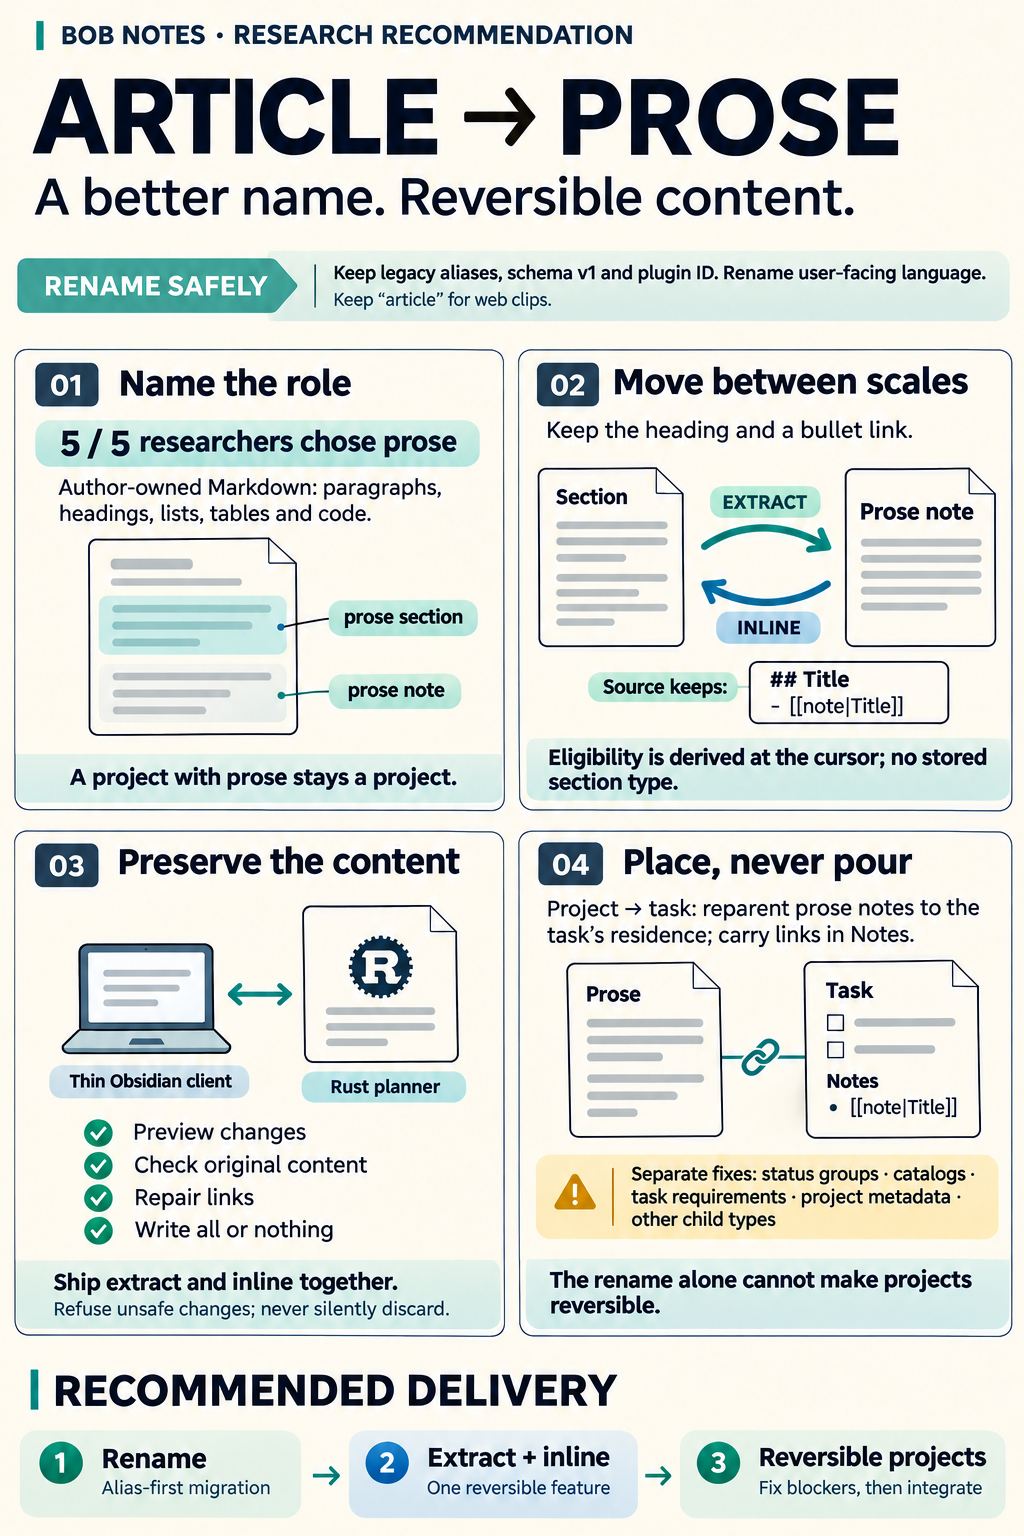 BOB NOTES · RESEARCH RECOMMENDATION
ARTICLE → PROSE
A better name. Reversible content.
RENAME SAFELY
Keep legacy aliases, schema v1 and plugin ID. Rename user-facing language.
Keep “article” for web clips.
01 Name the role
5 / 5 researchers chose prose
Author-owned Markdown: paragraphs,
headings, lists, tables and code.
prose section
prose note
A project with prose stays a project.
02 Move between scales
Keep the heading and a bullet link.
Section
EXTRACT
Prose note
INLINE
Source keeps:
## Title
- [[note|Title]]
Eligibility is derived at the cursor; no stored
section type.
03 Preserve the content
R
Thin Obsidian client
Rust planner
Preview changes
Check original content
Repair links
Write all or nothing
Ship extract and inline together.
Refuse unsafe changes; never silently discard.
04 Place, never pour
Project → task: reparent prose notes to the
task’s residence; carry links in Notes.
Prose
Task
Notes
• [[note|Title]]
Separate fixes: status groups · catalogs ·
task requirements · project metadata ·
other child types
The rename alone cannot make projects
reversible.
RECOMMENDED DELIVERY
1 Rename
Alias-first migration
→
2 Extract + inline
One reversible feature
→
3 Reversible projects
Fix blockers, then integrate